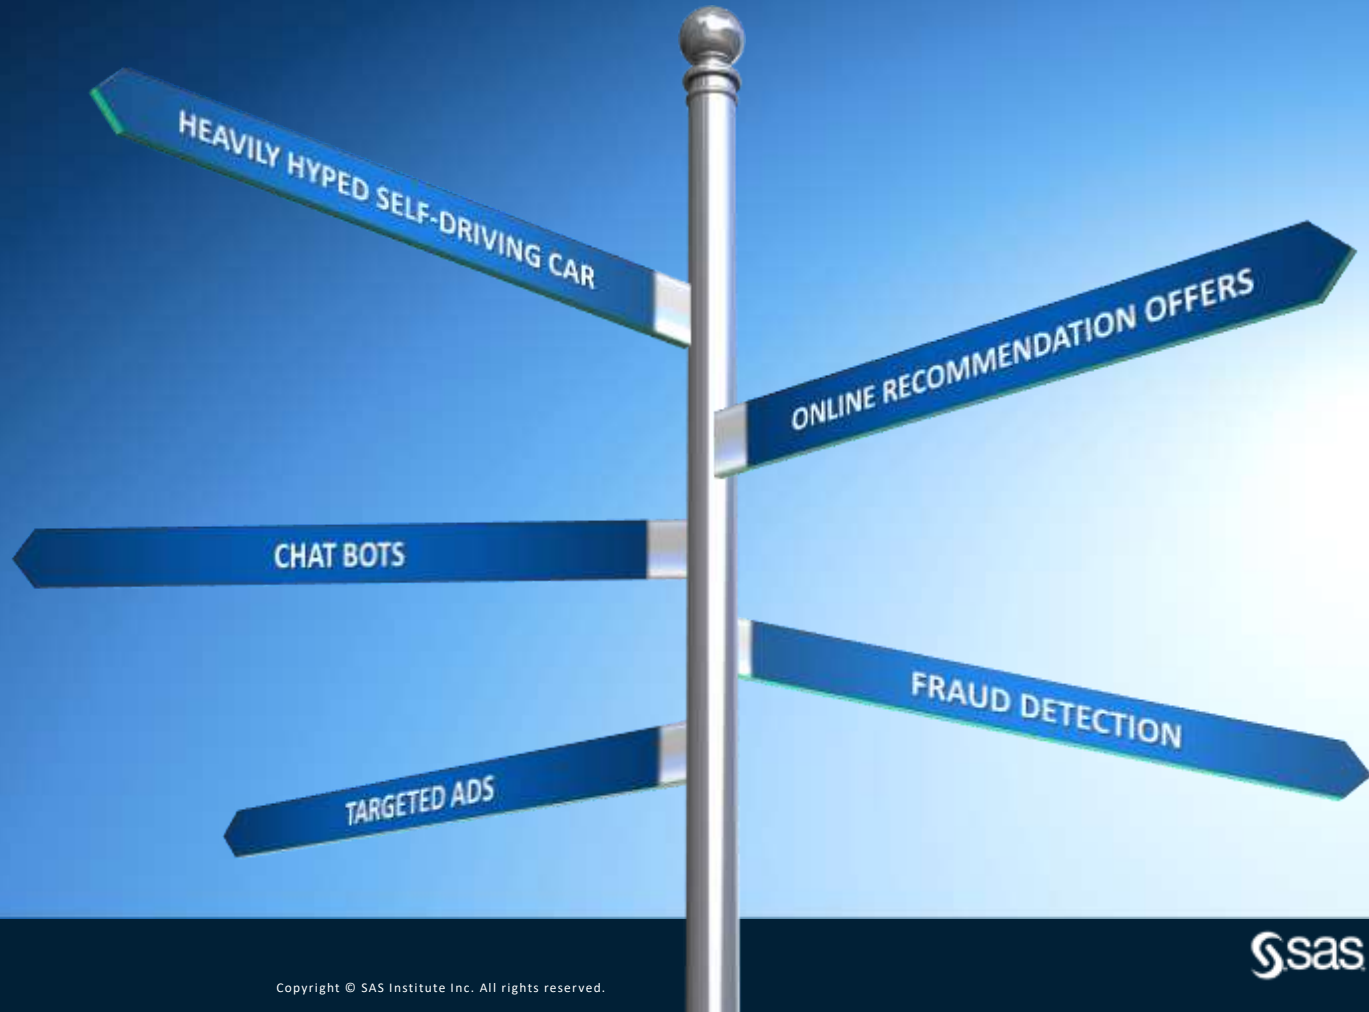 HEAVILY HYPED SELF-DRIVING CAR
ONLINE RECOMMENDATION OFFERS
CHAT BOTS
FRAUD DETECTION
TARGETED ADS
sas
Copyright © SAS Institute Inc. All rights reserved.